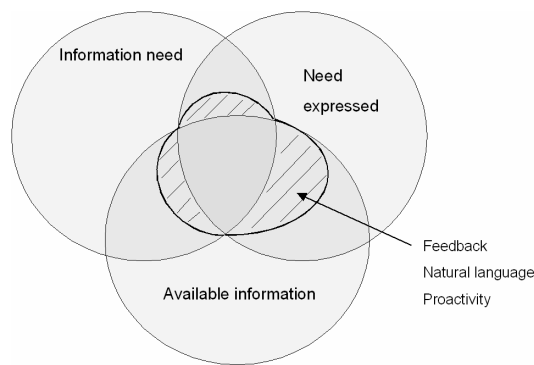 Information need
Need
expressed
Feedback
Natural language
Proactivity
Available information